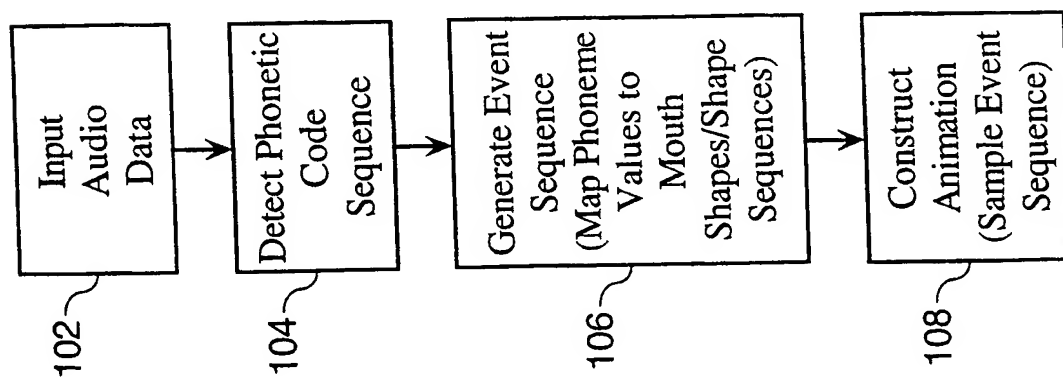 Input
Audio
Data
102
Detect Phonetic
Code
Sequence
104
Generate Event
Sequence
(Map Phoneme
Values to
Mouth
Shapes/Shape
Sequences)
106
Construct
Animation
(Sample Event
Sequence)
108